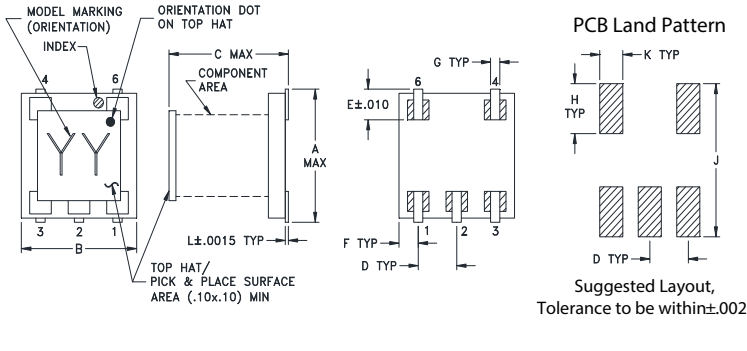 MODEL MARKING
(ORIENTATION)
INDEX
ORIENTATION DOT
ON TOP HAT
4
6
YY
3
2
1
B
C MAX
COMPONENT
AREA
A
MAX
L±.0015 TYP
TOP HAT/
PICK & PLACE SURFACE
AREA (.10x.10) MIN
G TYP
6
4
E±.010
1
2
3
F TYP
D TYP
PCB Land Pattern
K TYP
H
TYP
J
D TYP
Suggested Layout,
Tolerance to be within±.002